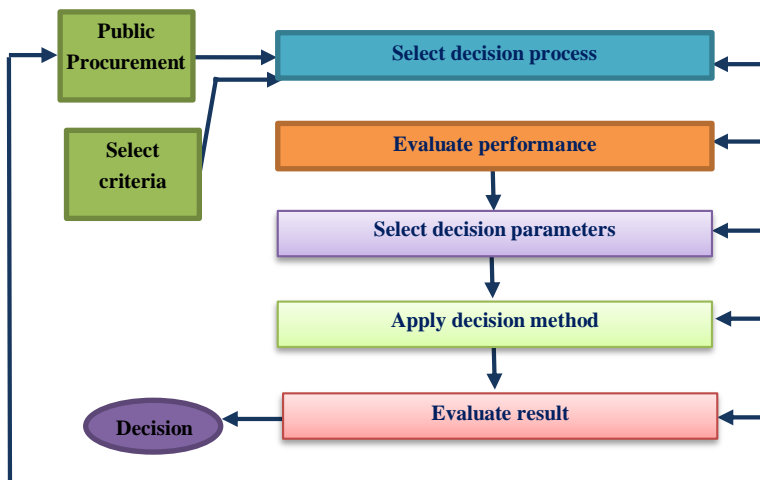 Public
Procurement
Select decision process
Select
criteria
Evaluate performance
Select decision parameters
Apply decision method
Evaluate result
Decision